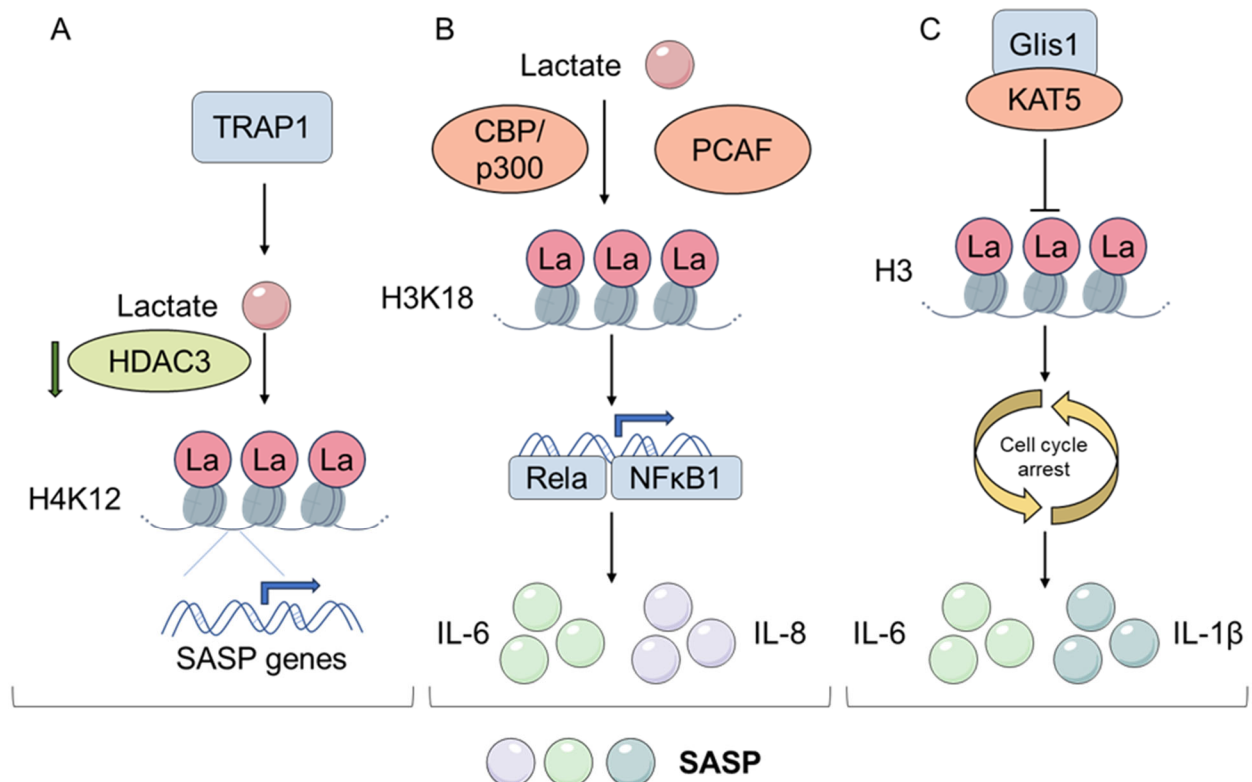 A
TRAP1
Lactate
HDAC3
La La La
H4K12
SASP genes
B
Lactate
CBP/
p300
PCAF
La La La
H3K18
Rela NFκB1
IL-6 IL-8
C
Glis1
KAT5
La La La
H3
Cell cycle
arrest
IL-6 IL-1β
SASP